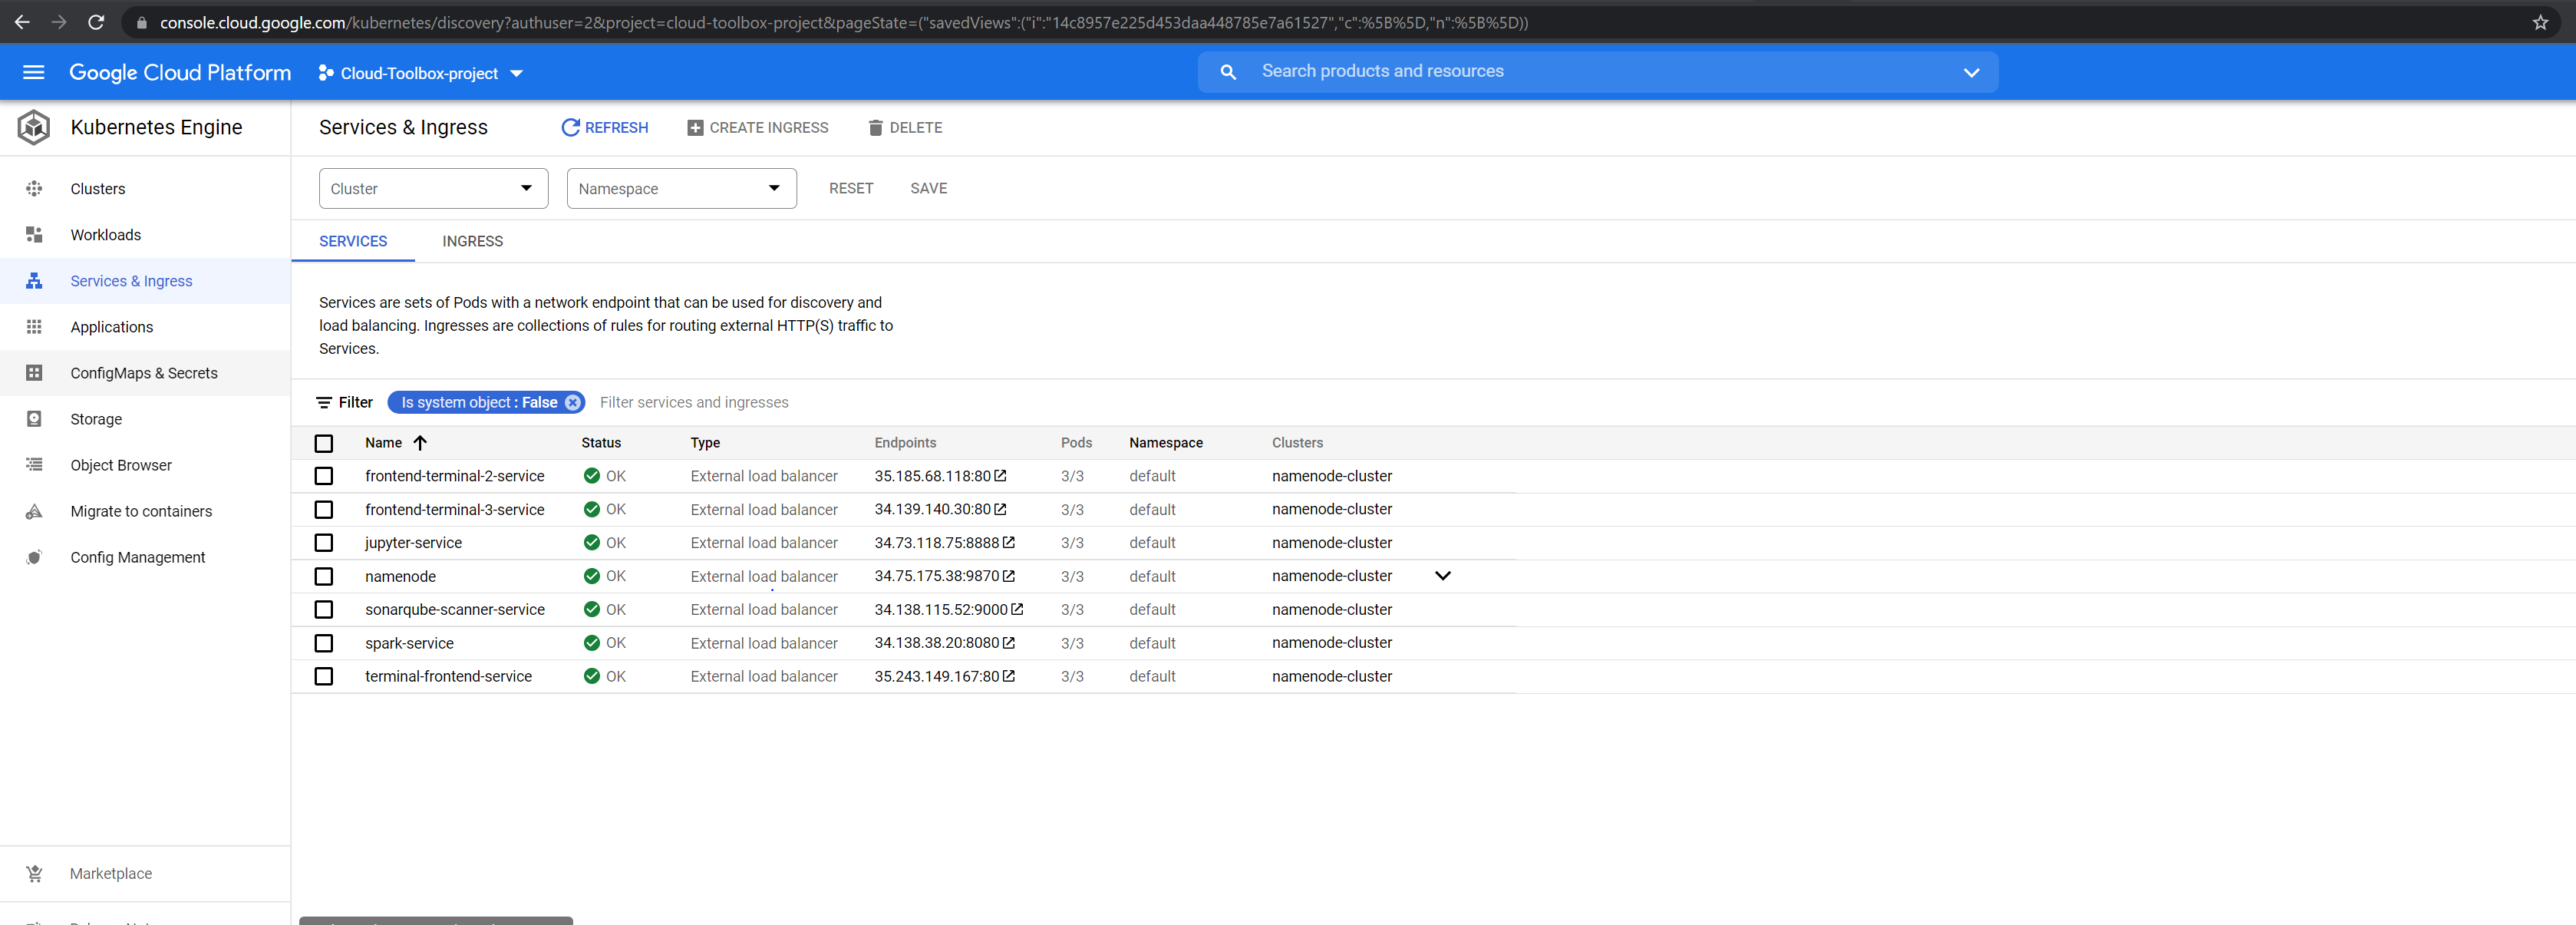 console.cloud.google.com/kubernetes/discovery?authuser=2&project=cloud-toolbox-project&pageState=("savedViews":("i":"14c8957e225d453daa448785e7a61527","c":%5B%5D,"n":%5B%5D))
Google Cloud Platform Cloud-Toolbox-project Search products and resources
Kubernetes Engine
Clusters
Workloads
Services & Ingress
Applications
ConfigMaps & Secrets
Storage
Object Browser
Migrate to containers
Config Management
Marketplace
Services & Ingress REFRESH CREATE INGRESS DELETE
Cluster Namespace RESET SAVE
SERVICES INGRESS
Services are sets of Pods with a network endpoint that can be used for discovery and
load balancing. Ingresses are collections of rules for routing external HTTP(S) traffic to
Services.
Filter Is system object : False Filter services and ingresses
Name Status Type Endpoints Pods Namespace Clusters
frontend-terminal-2-service OK External load balancer 35.185.68.118:80 3/3 default namenode-cluster
frontend-terminal-3-service OK External load balancer 34.139.140.30:80 3/3 default namenode-cluster
jupyter-service OK External load balancer 34.73.118.75:8888 3/3 default namenode-cluster
namenode OK External load balancer 34.75.175.38:9870 3/3 default namenode-cluster
sonarqube-scanner-service OK External load balancer 34.138.115.52:9000 3/3 default namenode-cluster
spark-service OK External load balancer 34.138.38.20:8080 3/3 default namenode-cluster
terminal-frontend-service OK External load balancer 35.243.149.167:80 3/3 default namenode-cluster